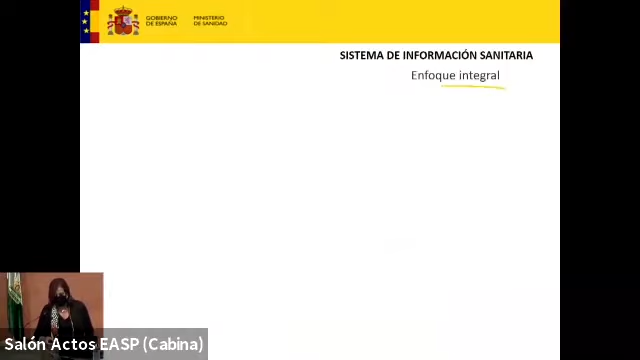 GOBIERNO
DE ESPAÑA
MINISTERIO
DE SANIDAD
SISTEMA DE INFORMACIÓN SANITARIA
Enfoque integral
Salón Actos EASP (Cabina)